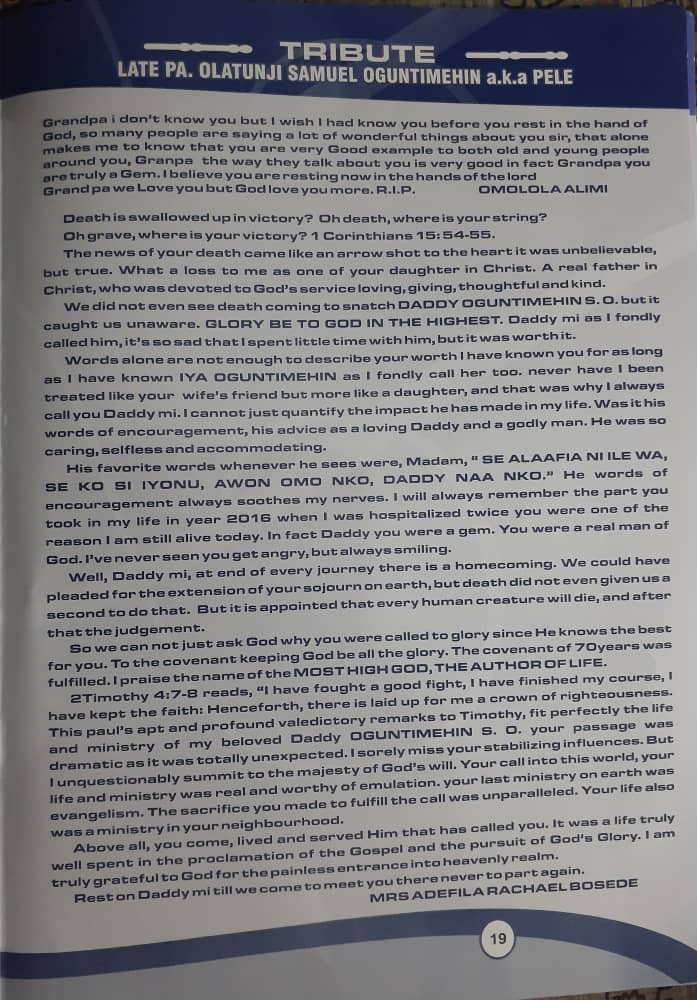 TRIBUTE
LATE PA. OLATUNJI SAMUEL OGUNTIMEHIN a.k.a PELE
Grandpa i don't know you but I wish I had know you before you rest in the hand of
God, so many people are saying a lot of wonderful things about you sir, that alone
makes me to know that you are very Good example to both old and young people
around you, Granpa the way they talk about you is very good in fact Grandpa you
are truly a Gem. I believe you are resting now in the hands of the lord
Grand pa we Love you but God love you more. R.I.P. OMOLOLA ALIMI
Death is swallowed up in victory? Oh death, where is your string?
Oh grave, where is your victory? 1 Corinthians 15: 54-55.
The news of your death came like an arrow shot to the heart it was unbelievable,
but true. What a loss to me as one of your daughter in Christ. A real father in
Christ, who was devoted to God's service loving, giving, thoughtful and kind.
We did not even see death coming to snatch DADDY OGUNTIMEHIN S. O. but it
caught us unaware. GLORY BE TO GOD IN THE HIGHEST. Daddy mi as I fondly
called him, it's so sad that I spent little time with him, but it was worth it.
Words alone are not enough to describe your worth I have known you for as long
as I have known IYA OGUNTIMEHIN as I fondly call her too. never have I been
treated like your wife's friend but more like a daughter, and that was why I always
call you Daddy mi. I cannot just quantify the impact he has made in my life. Was it his
words of encouragement, his advice as a loving Daddy and a godly man. He was so
caring, selfless and accommodating.
His favorite words whenever he sees were, Madam, " SE ALAAFIA NI ILE WA,
SE KO SI IYONU, AWON OMO NKO, DADDY NAA NKO." He words of
encouragement always soothes my nerves. I will always remember the part you
took in my life in year 2016 when I was hospitalized twice you were one of the
reason I am still alive today. In fact Daddy you were a gem. You were a real man of
God. I've never seen you get angry, but always smiling.
Well, Daddy mi, at end of every journey there is a homecoming. We could have
pleaded for the extension of your sojourn on earth, but death did not even given us a
second to do that. But it is appointed that every human creature will die, and after
that the judgement.
So we can not just ask God why you were called to glory since He knows the best
for you. To the covenant keeping God be all the glory. The covenant of 70years was
fulfilled. I praise the name of the MOST HIGH GOD, THE AUTHOR OF LIFE.
2Timothy 4:7-8 reads, "I have fought a good fight, I have finished my course, I
have kept the faith: Henceforth, there is laid up for me a crown of righteousness.
This paul's apt and profound valedictory remarks to Timothy, fit perfectly the life
and ministry of my beloved Daddy OGUNTIMEHIN S. O. your passage was
dramatic as it was totally unexpected. I sorely miss your stabilizing influences. But
I unquestionably summit to the majesty of God's will. Your call into this world, your
life and ministry was real and worthy of emulation. your last ministry on earth was
evangelism. The sacrifice you made to fulfill the call was unparalleled. Your life also
was a ministry in your neighbourhood.
Above all, you come, lived and served Him that has called you. It was a life truly
well spent in the proclamation of the Gospel and the pursuit of God's Glory. I am
truly grateful to God for the painless entrance into heavenly realm.
Rest on Daddy mi till we come to meet you there never to part again.
MRS ADEFILA RACHAEL BOSEDE
19